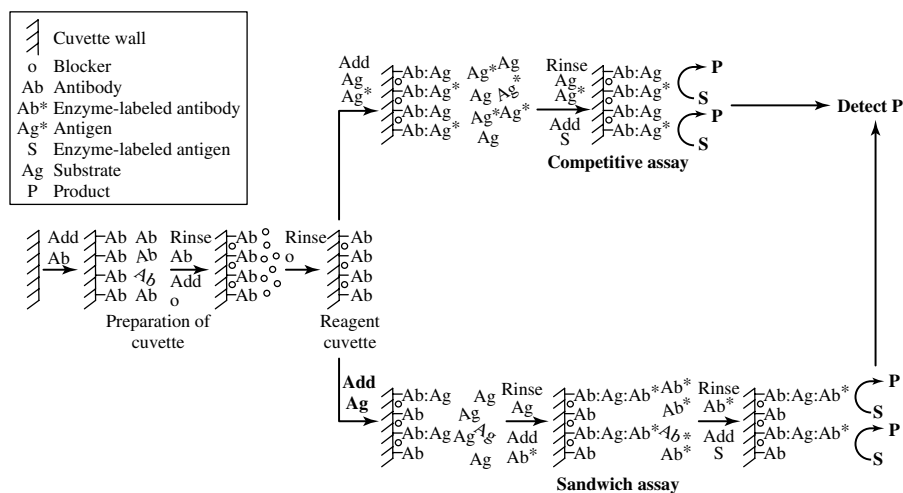 Cuvette wall
o Blocker
Ab Antibody
Ab* Enzyme-labeled antibody
Ag* Antigen
S Enzyme-labeled antigen
Ag Substrate
P Product
Add
Ab
Ab
Ab
Ab
Ab
Ab
Ab
Ab
Ab
Preparation of
cuvette
Rinse
Ab
Add
o
Ab
Ab
Ab
Ab
Rinse
o
Ab
Ab
Ab
Ab
Reagent
cuvette
Add
Ag
Ag*
Ab:Ag
Ab:Ag*
Ab:Ag
Ab:Ag*
Ag* Ag
Ag Ag*
Ag* Ag*
Ag
Rinse
Ag
Ag*
Add
S
Ab:Ag
Ab:Ag*
Ab:Ag
Ab:Ag*
P
S
P
S
Competitive assay
Detect P
Add
Ag
Ab:Ag
Ab
Ab:Ag
Ab
Ag
Ag
Ag Ag
Ag
Rinse
Ag
Add
Ab*
Ab:Ag:Ab*
Ab
Ab:Ag:Ab*
Ab
Ab*
Ab*
Ab*
Ab*
Rinse
Ab*
Add
S
Ab:Ag:Ab*
Ab
Ab:Ag:Ab*
Ab
P
S
P
S
Sandwich assay